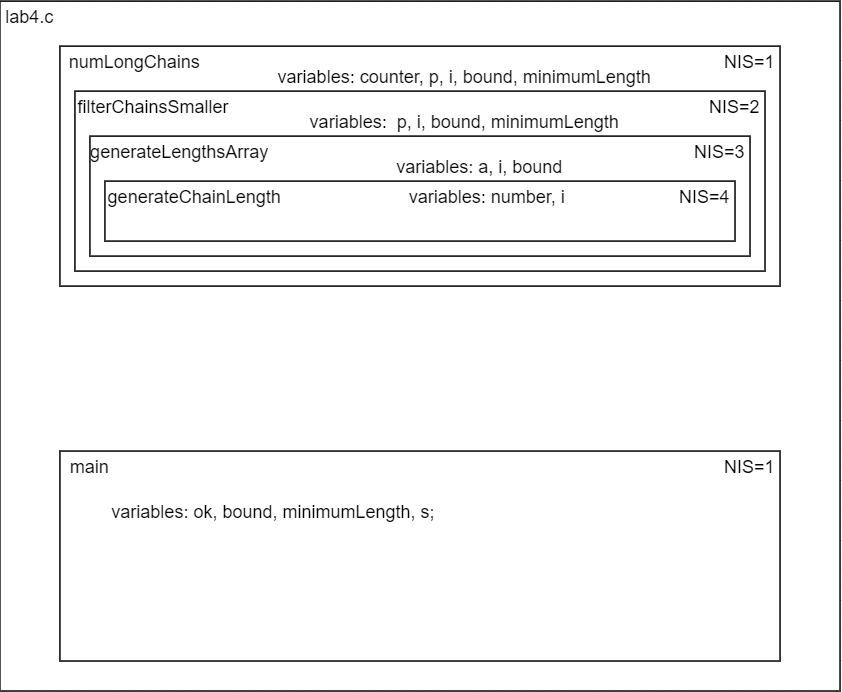 lab4.c
numLongChains NIS=1
variables: counter, p, i, bound, minimumLength
filterChainsSmaller NIS=2
variables: p, i, bound, minimumLength
generateLengthsArray NIS=3
variables: a, i, bound
generateChainLength variables: number, i NIS=4
main NIS=1
variables: ok, bound, minimumLength, s;